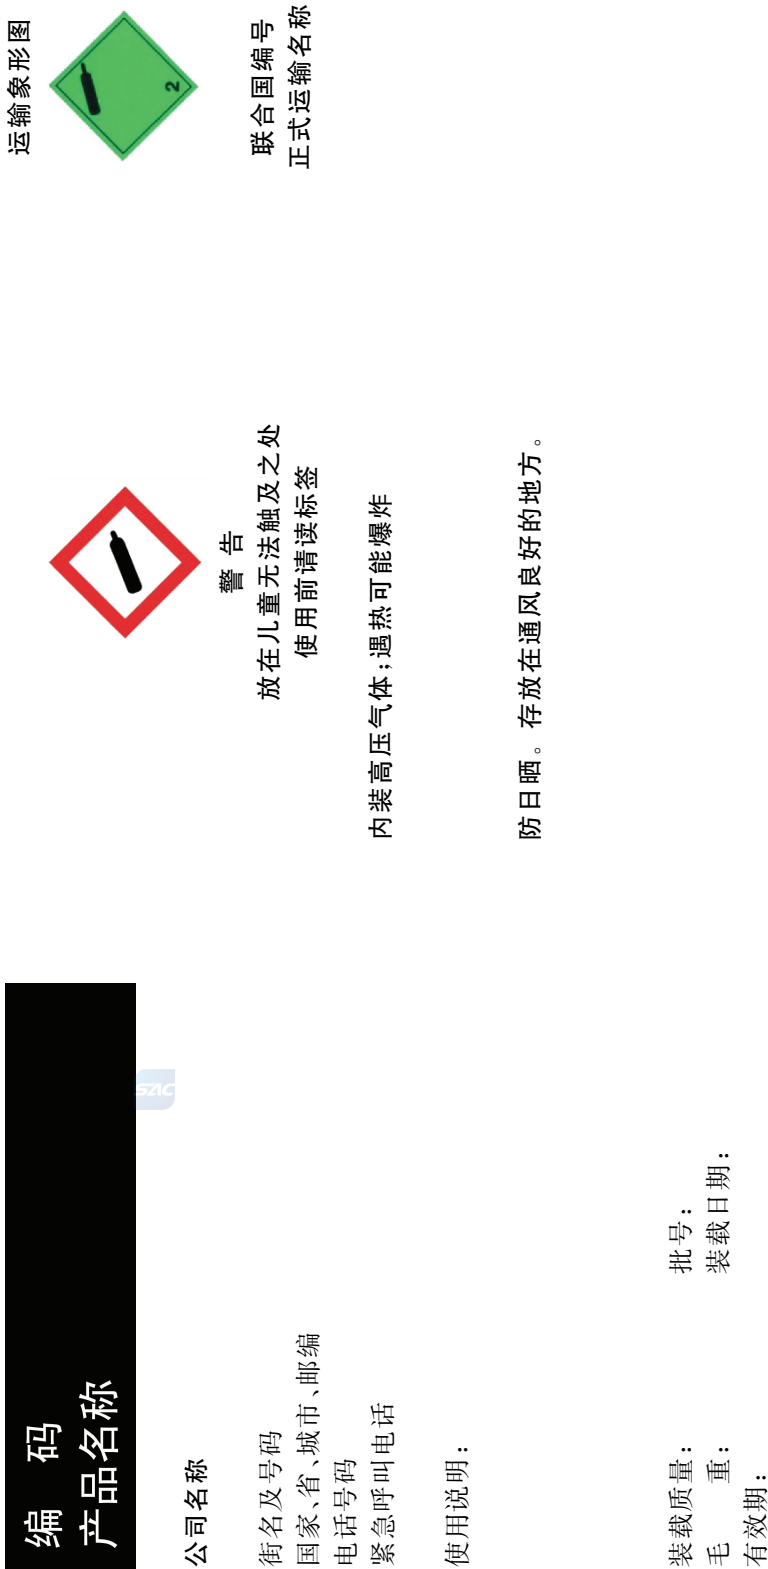 编 码
产品名称
公司名称
街名及号码
国家、省、城市、邮编
电话号码
紧急呼叫电话
使用说明:
装载质量: 批号:
毛 重: 装载日期:
有效期:
SAC
警 告
放在儿童无法触及之处
使用前请读标签
内装高压气体;遇热可能爆炸
防日晒。存放在通风良好的地方。
运输象形图
2
联合国编号
正式运输名称